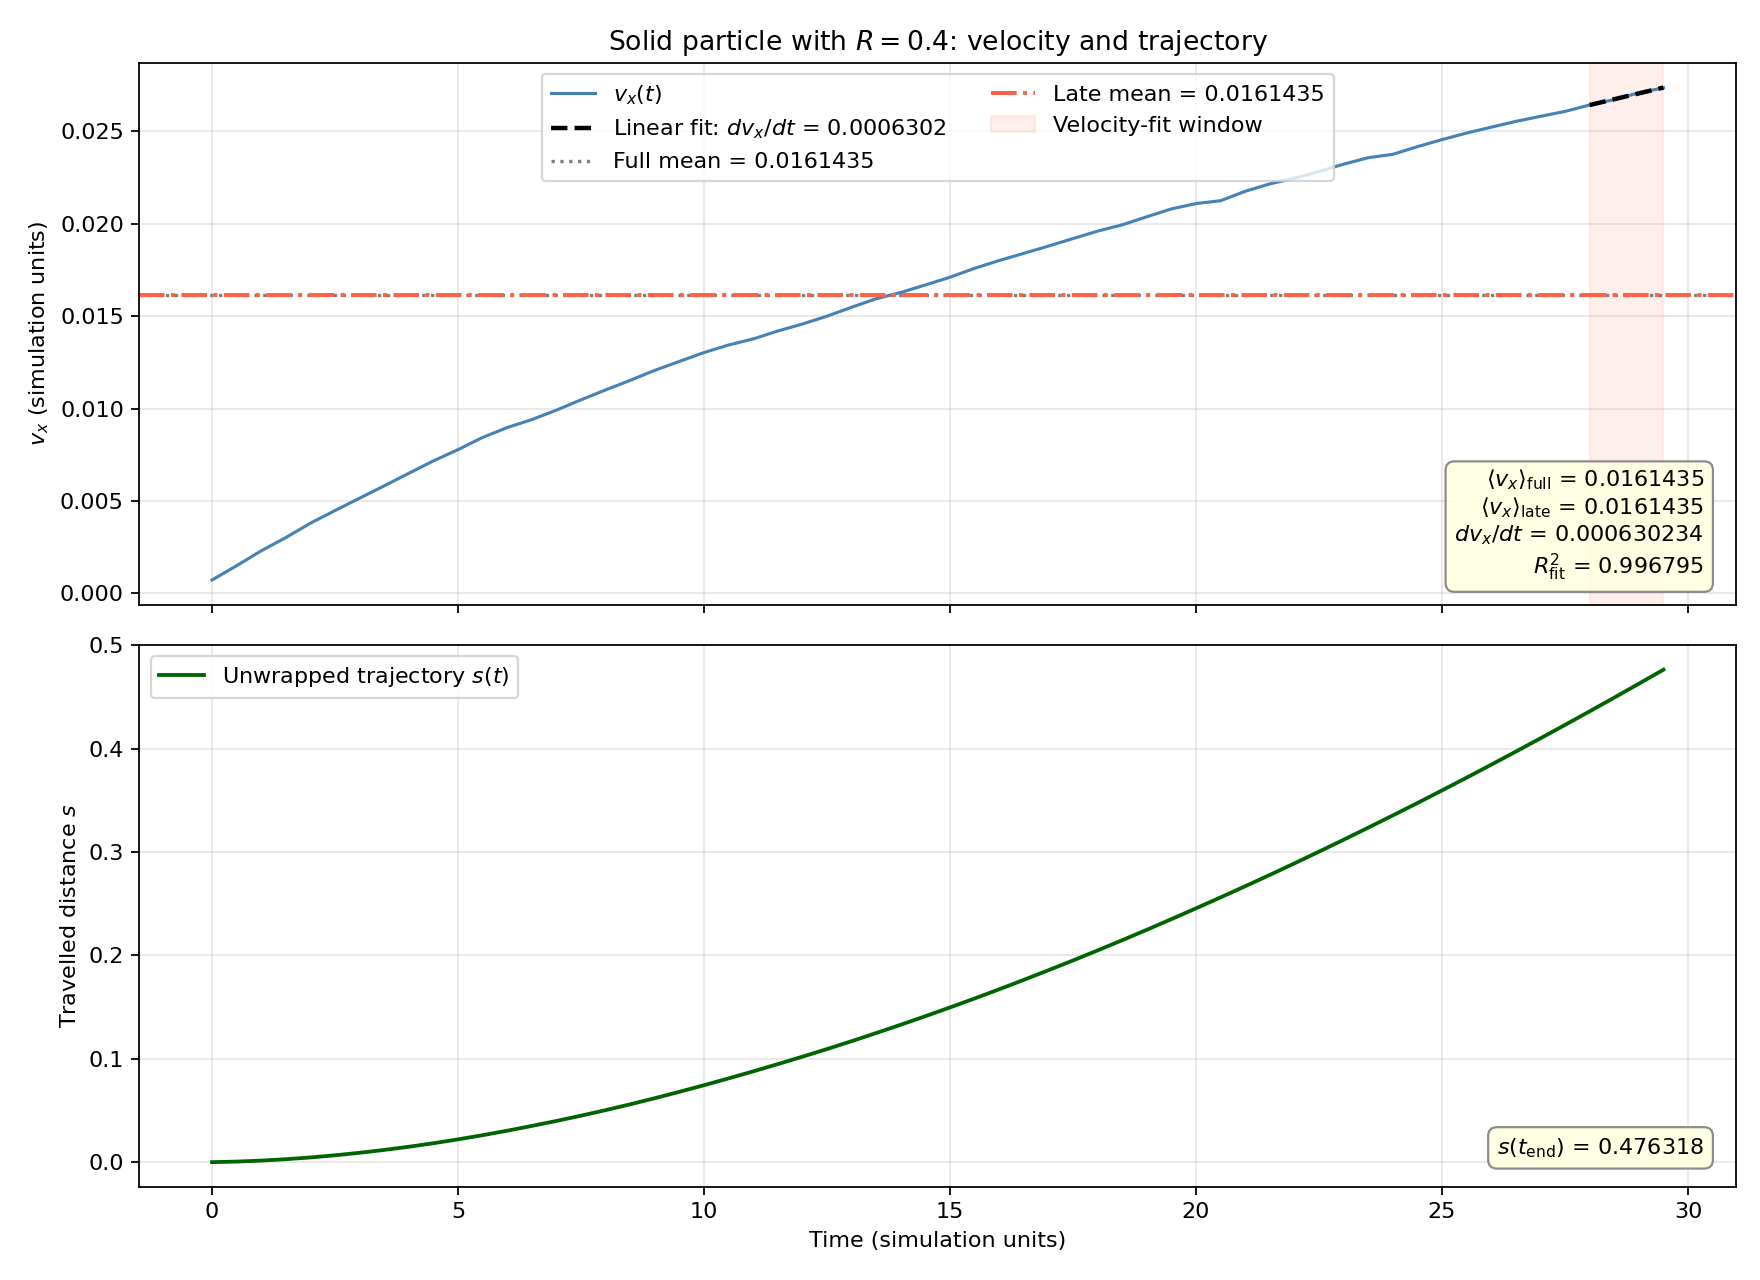 Solid particle with R = 0.4: velocity and trajectory
v_x(t)
Linear fit: dv_x/dt = 0.0006302
Full mean = 0.0161435
Late mean = 0.0161435
Velocity-fit window
0.025
0.020
0.015
0.010
0.005
0.000
v_x (simulation units)
⟨v_x⟩_full = 0.0161435
⟨v_x⟩_late = 0.0161435
dv_x/dt = 0.000630234
R²_fit = 0.996795
Unwrapped trajectory s(t)
0.5
0.4
0.3
0.2
0.1
0.0
Travelled distance s
s(t_end) = 0.476318
0 5 10 15 20 25 30
Time (simulation units)